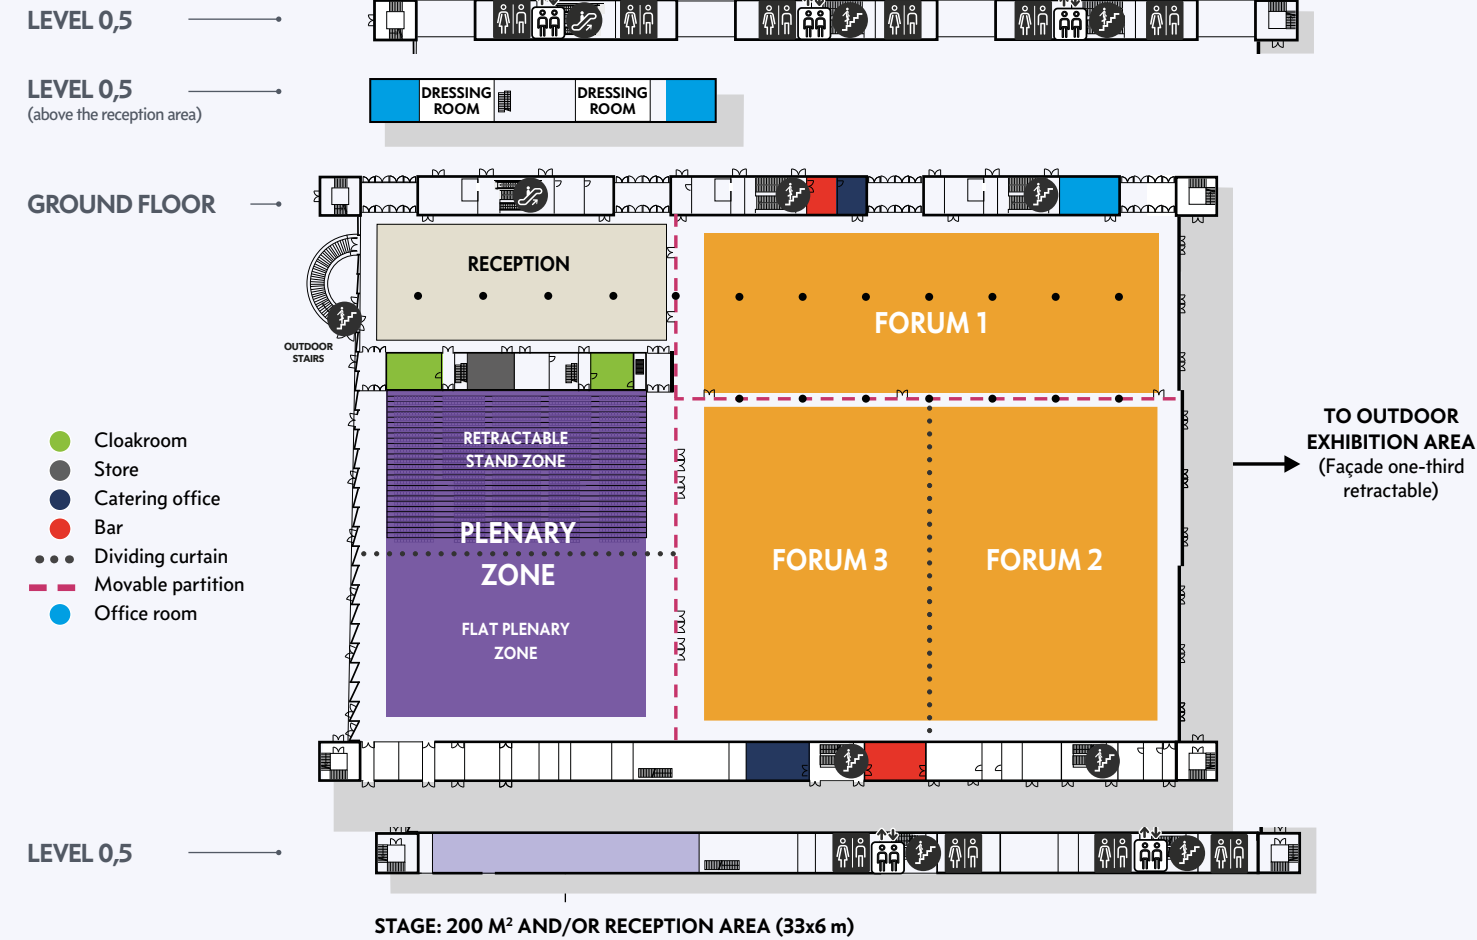 LEVEL 0,5
LEVEL 0,5
(above the reception area)
DRESSING
ROOM
DRESSING
ROOM
GROUND FLOOR
RECEPTION
FORUM 1
OUTDOOR
STAIRS
RETRACTABLE
STAND ZONE
PLENARY
ZONE
FLAT PLENARY
ZONE
FORUM 3
FORUM 2
TO OUTDOOR
EXHIBITION AREA
(Façade one-third
retractable)
Cloakroom
Store
Catering office
Bar
Dividing curtain
Movable partition
Office room
LEVEL 0,5
STAGE: 200 M² AND/OR RECEPTION AREA (33x6 m)